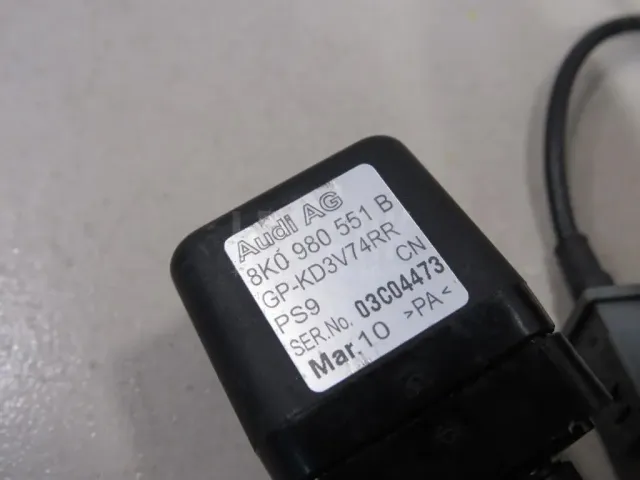 Audi AG
8K0 980 551 B
GP-KD3V74RR
PS9 CN
SER.No. 03C04473
Mar.10 >PA<